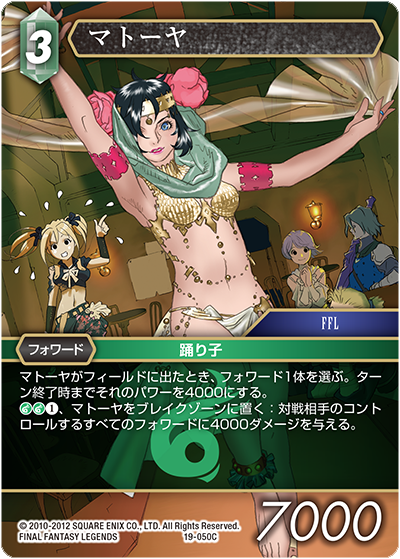 3
マトーヤ
FFL
フォワード
踊り子
マトーヤがフィールドに出たとき、フォワード1体を選ぶ。ター
ン終了時までそれのパワーを4000にする。
❶、マトーヤをブレイクゾーンに置く：対戦相手のコント
ロールするすべてのフォワードに4000ダメージを与える。
© 2010-2012 SQUARE ENIX CO., LTD. All Rights Reserved.
FINAL FANTASY LEGENDS
19-050C
7000